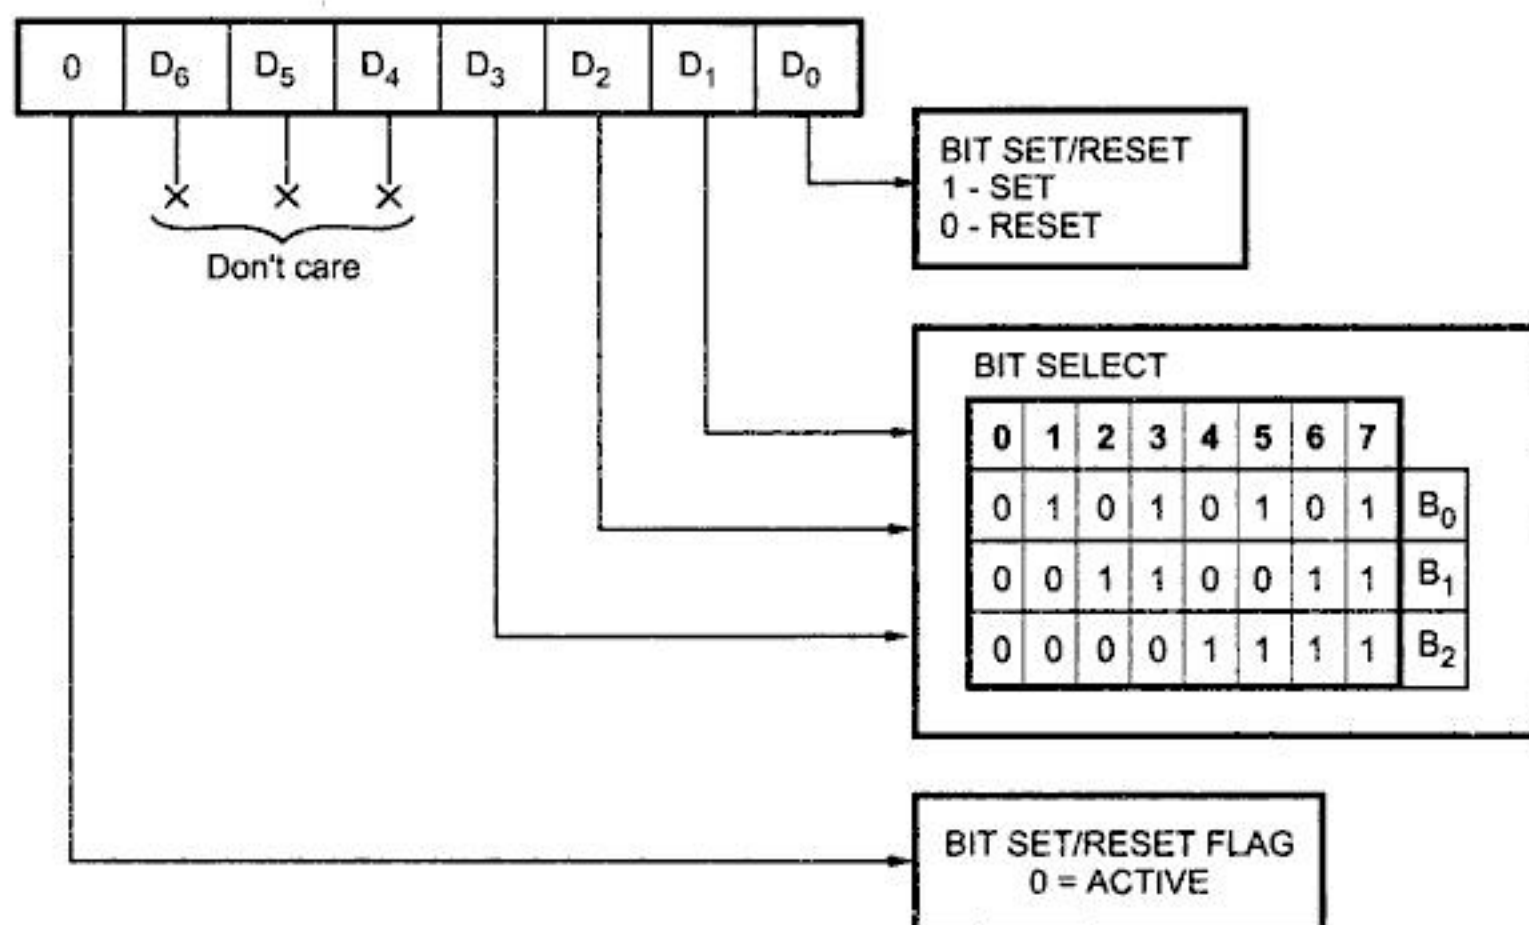 0 D₆ D₅ D₄ D₃ D₂ D₁ D₀
× × ×
Don't care
BIT SET/RESET
1 - SET
0 - RESET
BIT SELECT
0 1 2 3 4 5 6 7
0 1 0 1 0 1 0 1 B₀
0 0 1 1 0 0 1 1 B₁
0 0 0 0 1 1 1 1 B₂
BIT SET/RESET FLAG
0 = ACTIVE